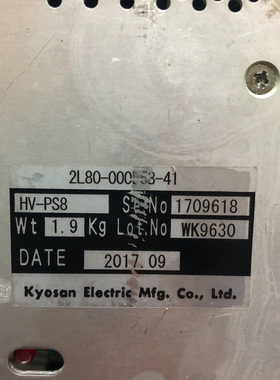 HV-PS8 No 1709618
Wt 1.9 Kg Lot.No WK9630
DATE 2017.09
Kyosan Electric Mfg. Co., Ltd.